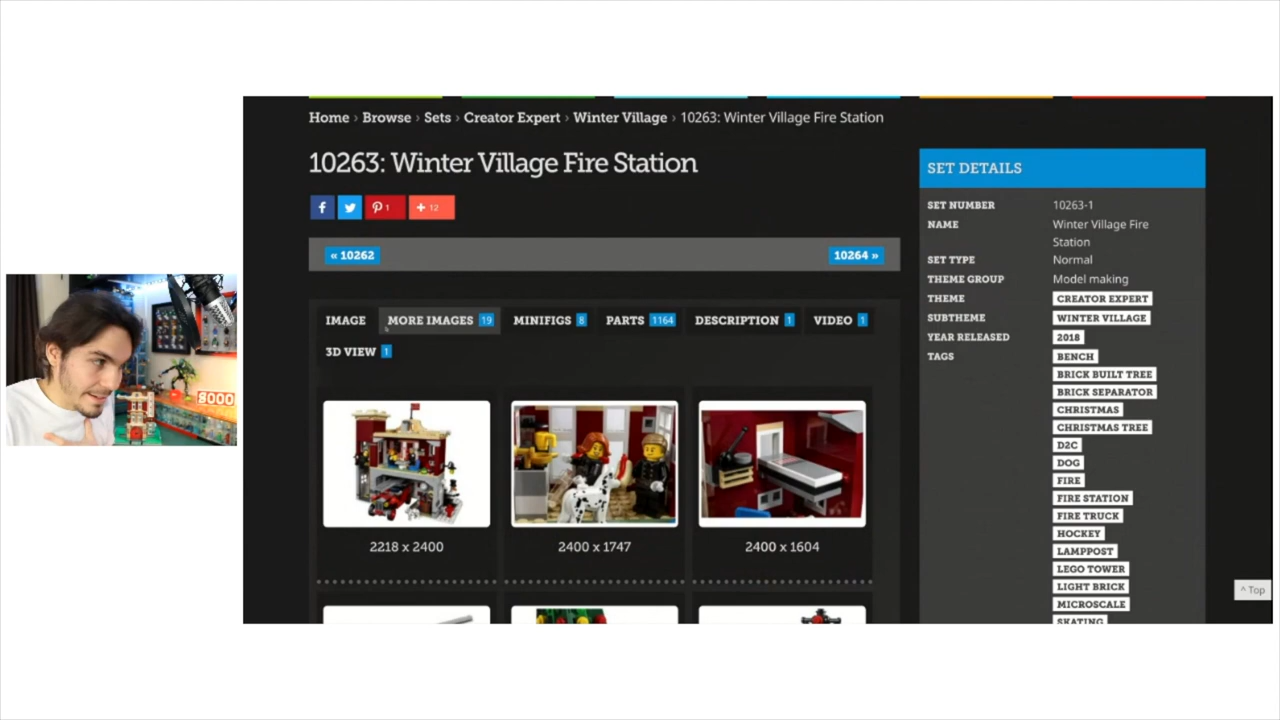 Home › Browse › Sets › Creator Expert › Winter Village › 10263: Winter Village Fire Station
10263: Winter Village Fire Station
1
12
« 10262
10264 »
IMAGE
MORE IMAGES 19
MINIFIGS 8
PARTS 1164
DESCRIPTION 1
VIDEO 1
3D VIEW 1
2218 x 2400
2400 x 1747
2400 x 1604
SET DETAILS
SET NUMBER 10263-1
NAME Winter Village Fire
Station
SET TYPE Normal
THEME GROUP Model making
THEME CREATOR EXPERT
SUBTHEME WINTER VILLAGE
YEAR RELEASED 2018
TAGS BENCH
BRICK BUILT TREE
BRICK SEPARATOR
CHRISTMAS
CHRISTMAS TREE
D2C
DOG
FIRE
FIRE STATION
FIRE TRUCK
HOCKEY
LAMPPOST
LEGO TOWER
LIGHT BRICK
MICROSCALE
SKATING
^ Top
8000